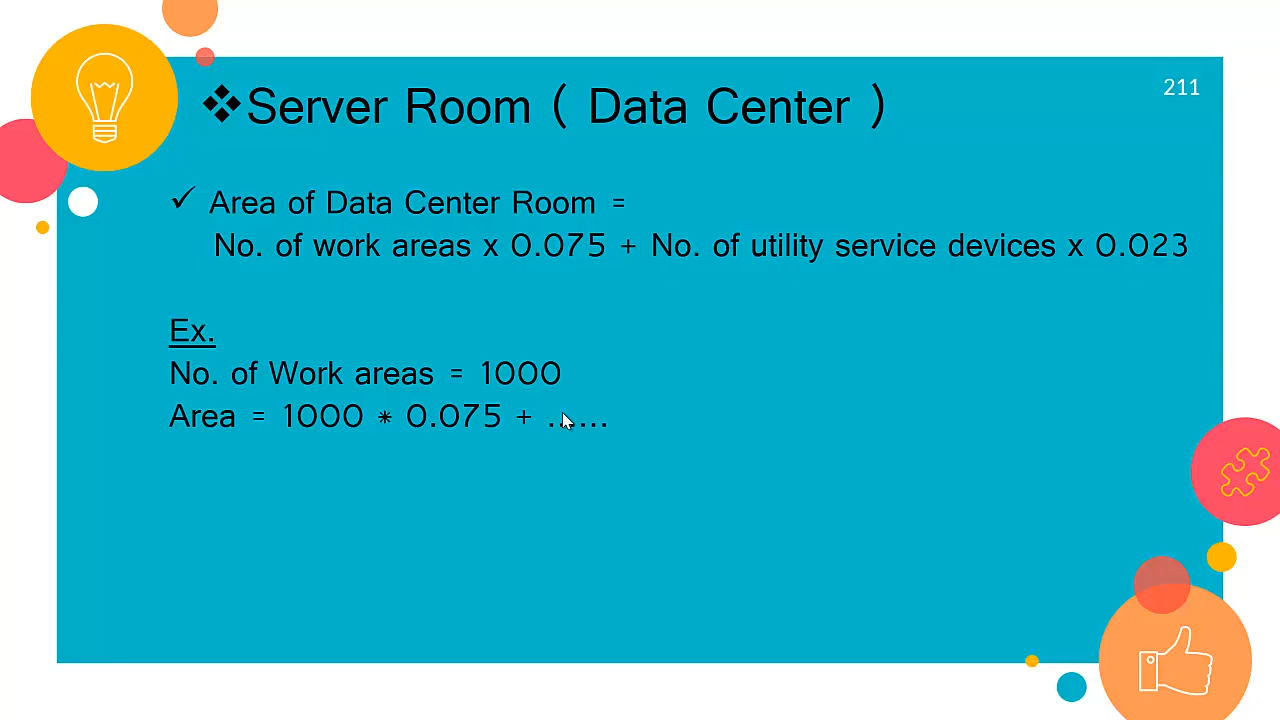 211
❖Server Room ( Data Center )
✓ Area of Data Center Room =
No. of work areas x 0.075 + No. of utility service devices x 0.023
Ex.
No. of Work areas = 1000
Area = 1000 * 0.075 + ......